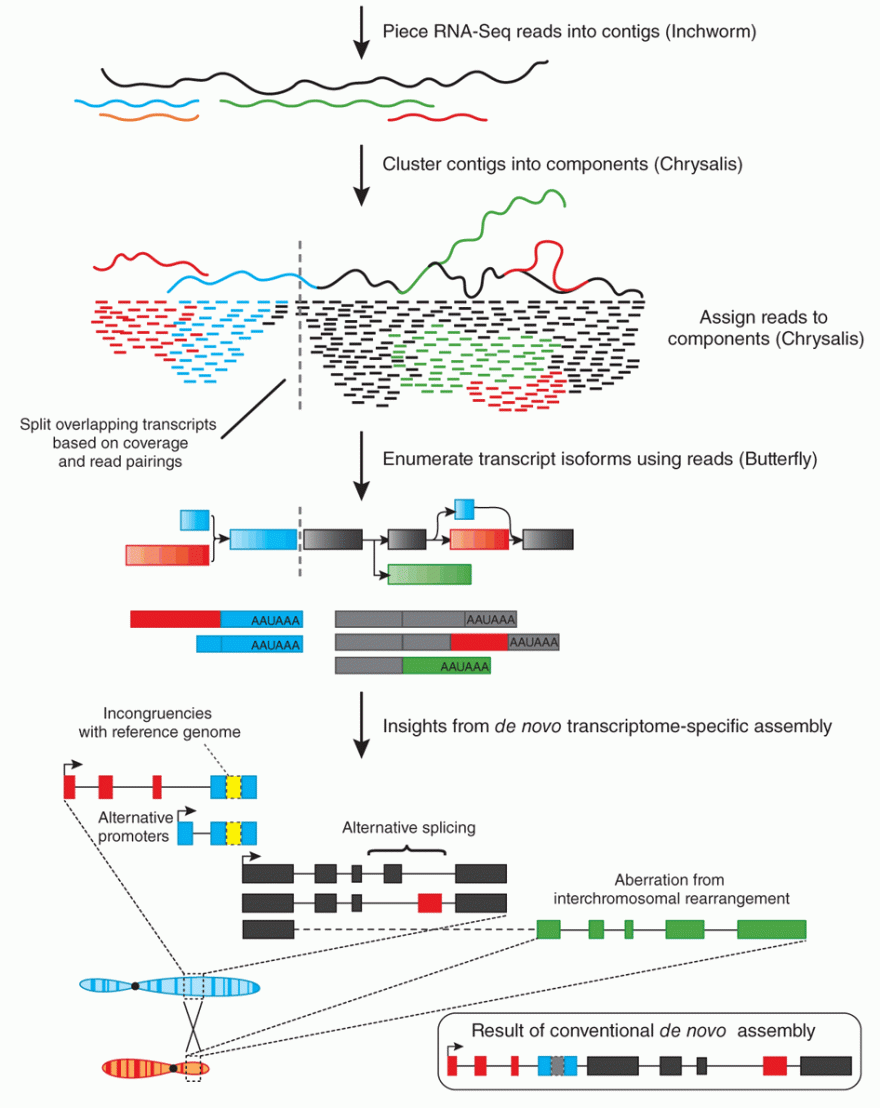 Piece RNA-Seq reads into contigs (Inchworm)
Cluster contigs into components (Chrysalis)
Assign reads to
components (Chrysalis)
Split overlapping transcripts
based on coverage
and read pairings
Enumerate transcript isoforms using reads (Butterfly)
AAUAAA
AAUAAA
AAUAAA
AAUAAA
AAUAAA
Insights from de novo transcriptome-specific assembly
Incongruencies
with reference genome
Alternative
promoters
Alternative splicing
Aberration from
interchromosomal rearrangement
Result of conventional de novo assembly